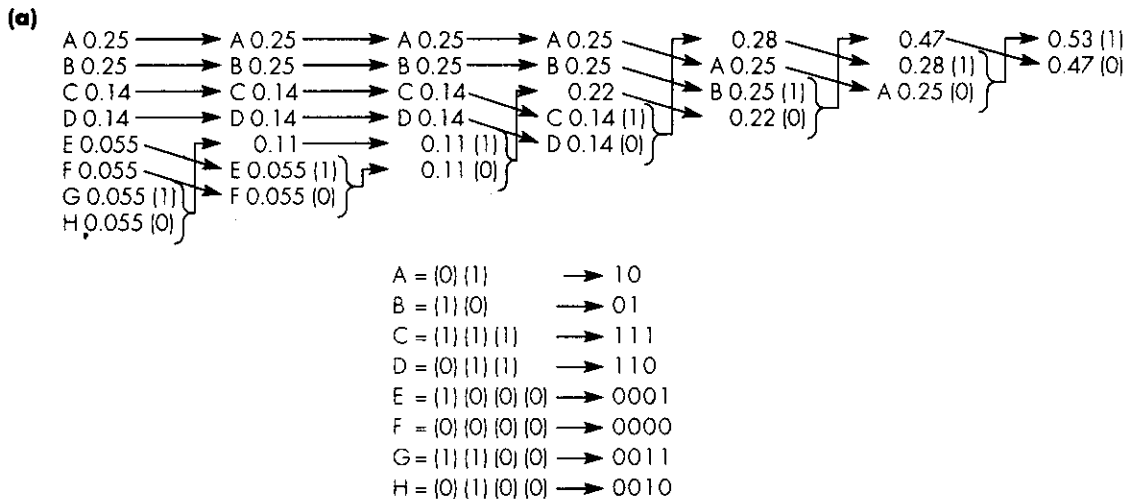 (a)
A 0.25 A 0.25 A 0.25 A 0.25 0.28 0.47 0.53 (1)
B 0.25 B 0.25 B 0.25 B 0.25 A 0.25 0.28 (1) 0.47 (0)
C 0.14 C 0.14 C 0.14 0.22 B 0.25 (1) A 0.25 (0)
D 0.14 D 0.14 D 0.14 C 0.14 (1) 0.22 (0)
E 0.055 0.11 0.11 (1) D 0.14 (0)
F 0.055 E 0.055 (1) 0.11 (0)
G 0.055 (1) F 0.055 (0)
H 0.055 (0)
A = (0) (1) → 10
B = (1) (0) → 01
C = (1) (1) (1) → 111
D = (0) (1) (1) → 110
E = (1) (0) (0) (0) → 0001
F = (0) (0) (0) (0) → 0000
G = (1) (1) (0) (0) → 0011
H = (0) (1) (0) (0) → 0010